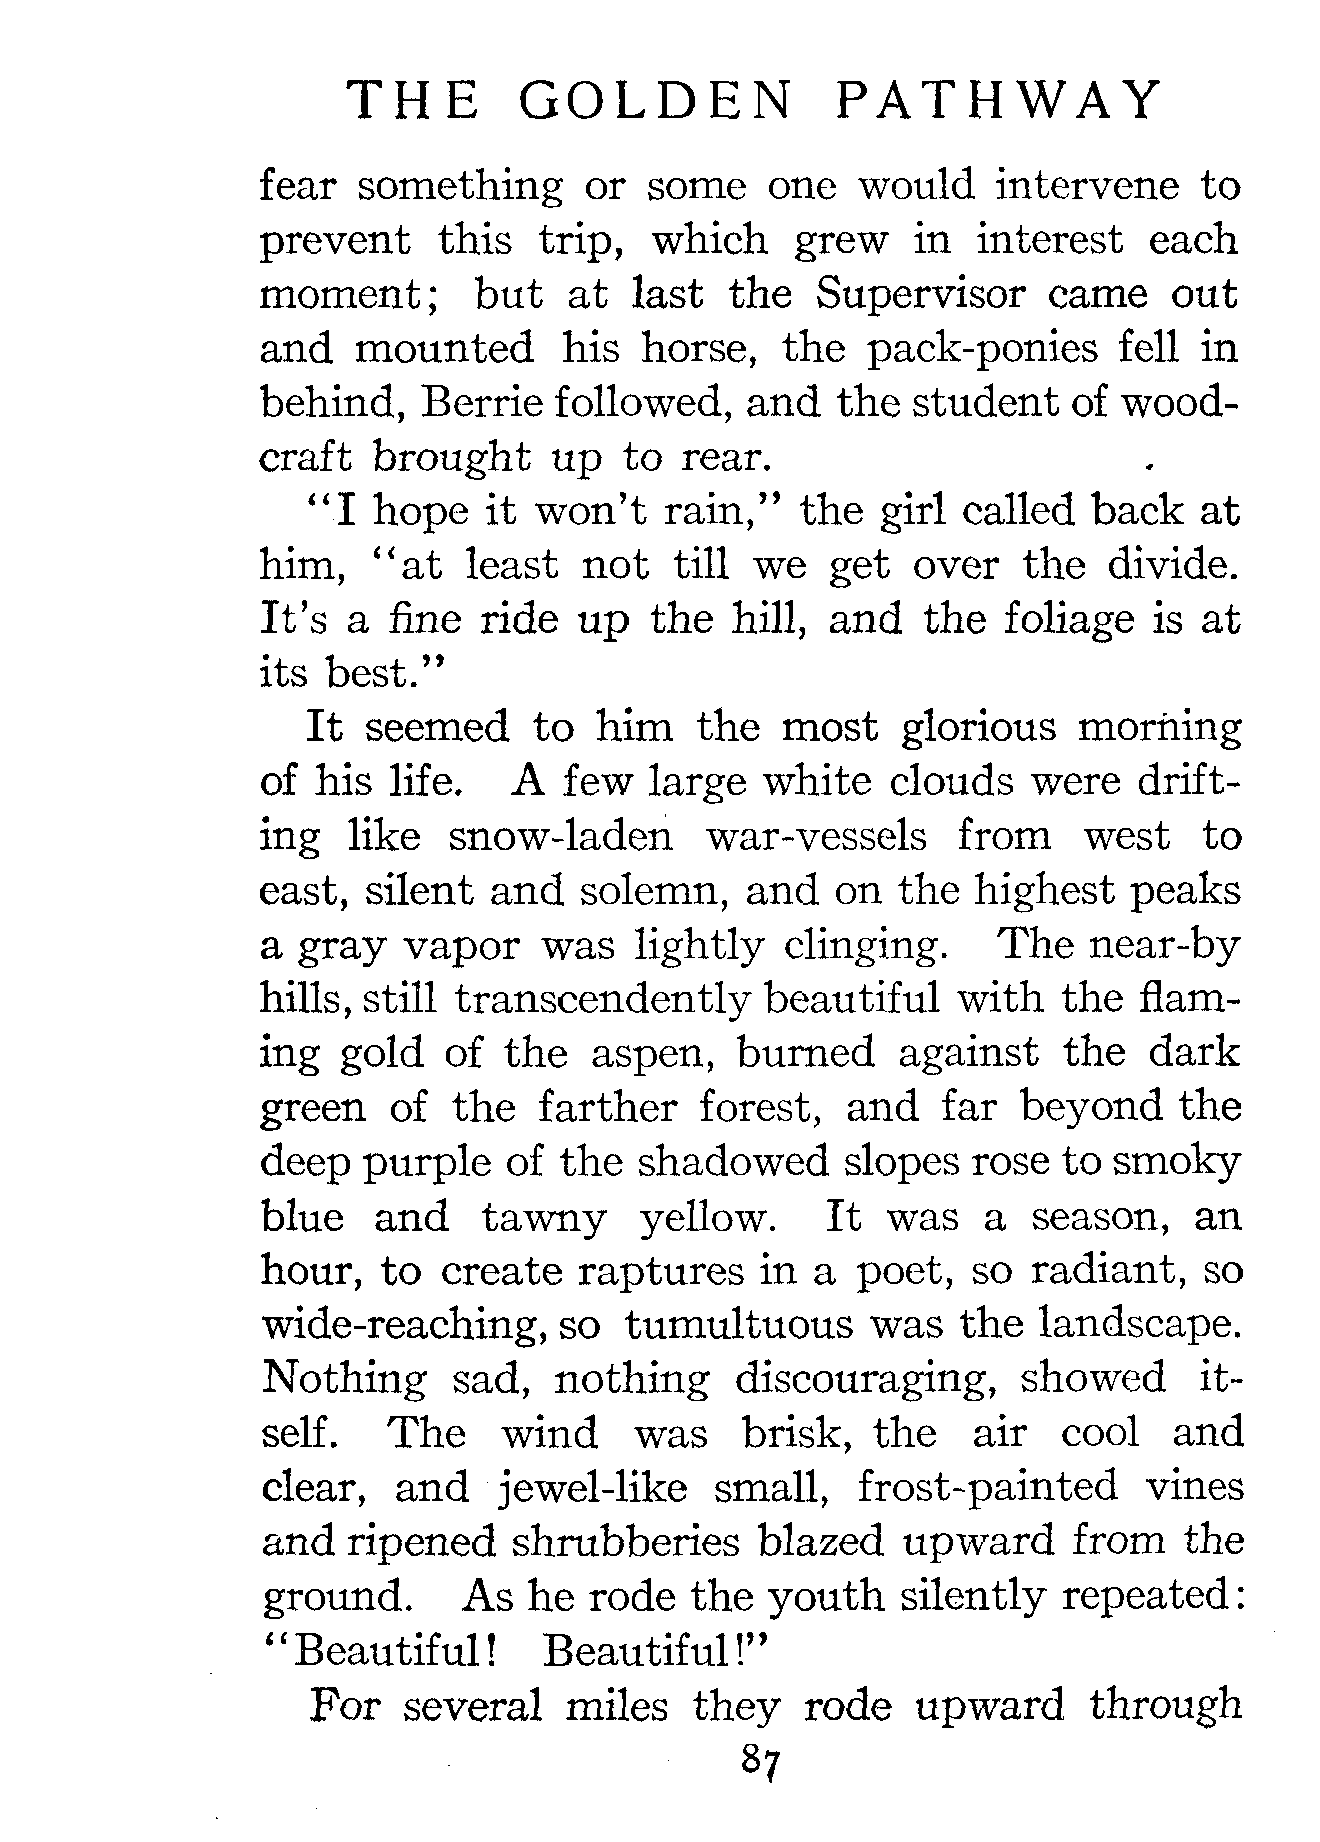 THE GOLDEN PATHWAY
fear something or some one would intervene to
prevent this trip, which grew in interest each
moment; but at last the Supervisor came out
and mounted his horse, the pack-ponies fell in
behind, Berrie followed, and the student of wood-
craft brought up to rear.
"I hope it won't rain," the girl called back at
him, "at least not till we get over the divide.
It's a fine ride up the hill, and the foliage is at
its best."
It seemed to him the most glorious morning
of his life. A few large white clouds were drift-
ing like snow-laden war-vessels from west to
east, silent and solemn, and on the highest peaks
a gray vapor was lightly clinging. The near-by
hills, still transcendently beautiful with the flam-
ing gold of the aspen, burned against the dark
green of the farther forest, and far beyond the
deep purple of the shadowed slopes rose to smoky
blue and tawny yellow. It was a season, an
hour, to create raptures in a poet, so radiant, so
wide-reaching, so tumultuous was the landscape.
Nothing sad, nothing discouraging, showed it-
self. The wind was brisk, the air cool and
clear, and jewel-like small, frost-painted vines
and ripened shrubberies blazed upward from the
ground. As he rode the youth silently repeated:
"Beautiful! Beautiful!"
For several miles they rode upward through
87